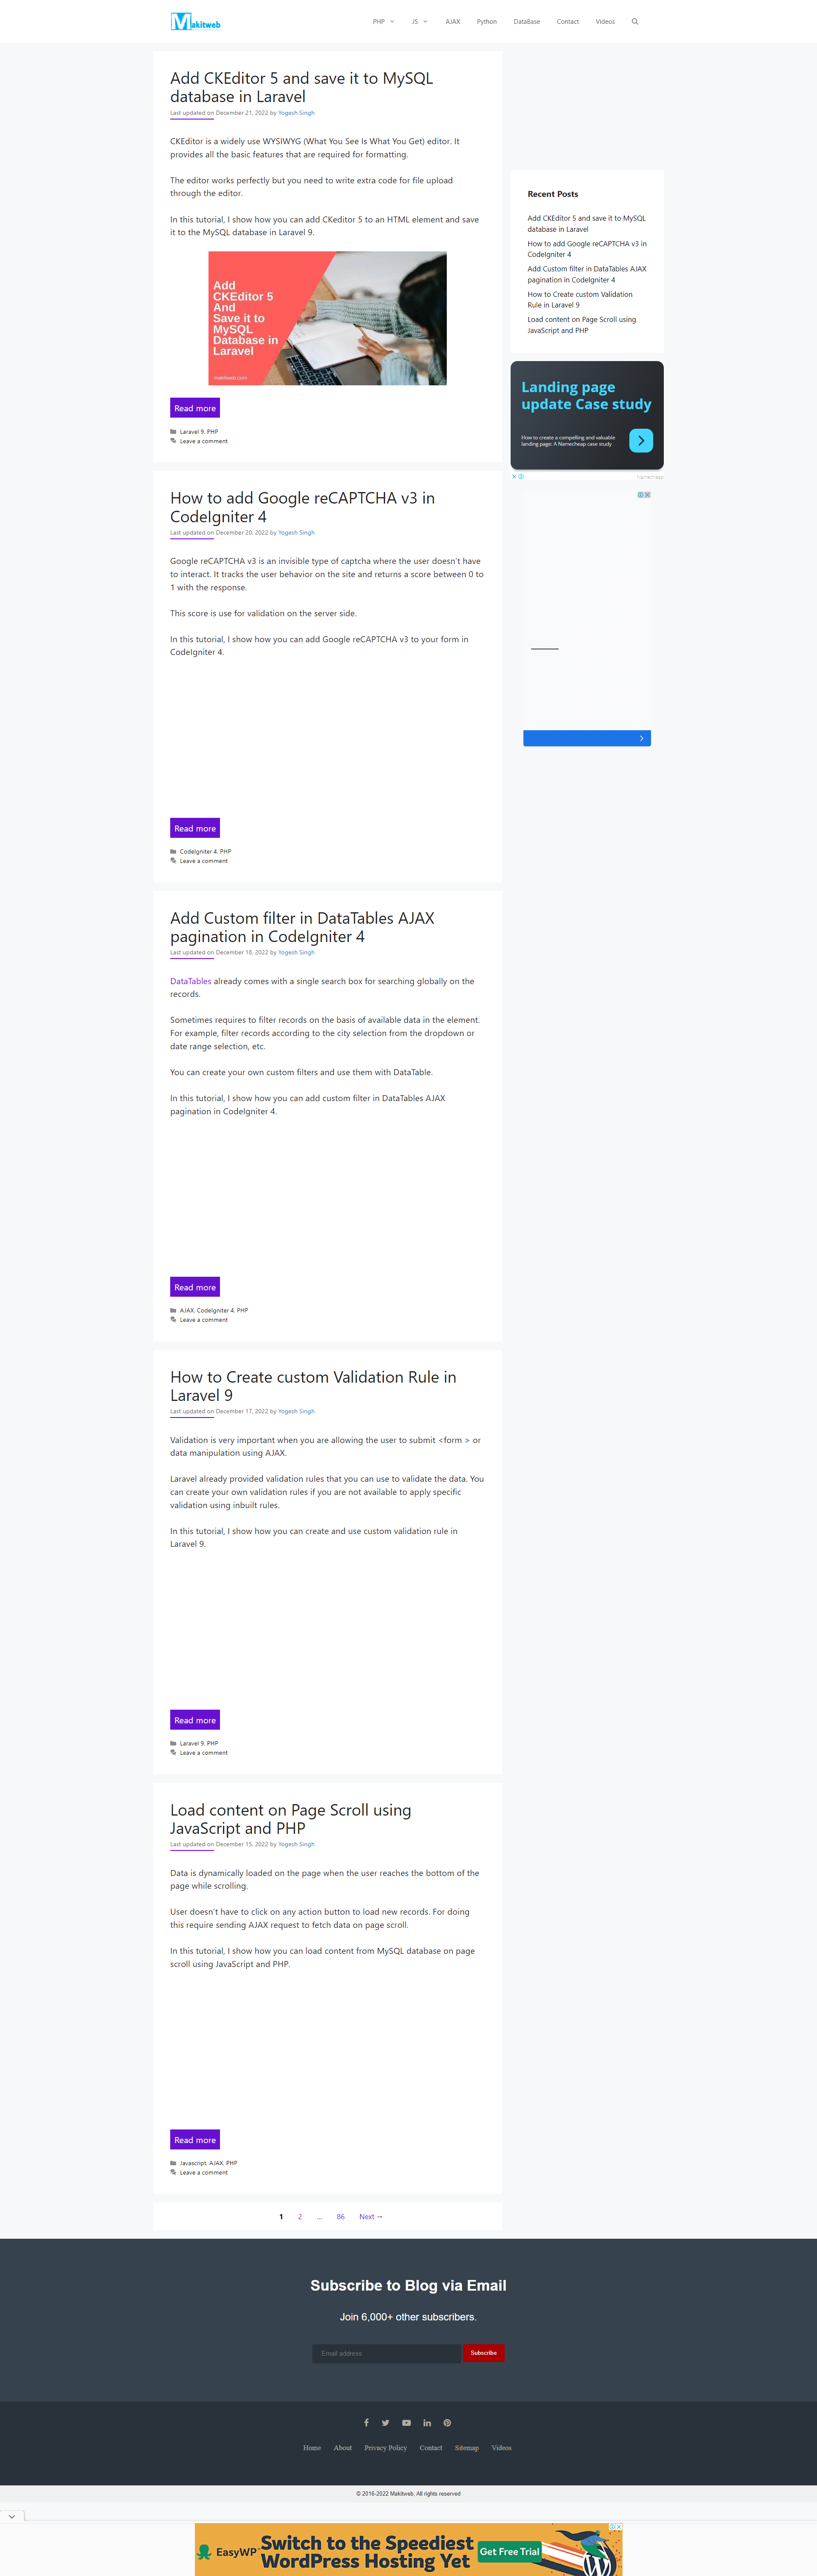 Makitweb
PHP
JS
AJAX
Python
DataBase
Contact
Videos
Add CKEditor 5 and save it to MySQL
database in Laravel
Last updated on December 21, 2022 by Yogesh Singh
CKEditor is a widely use WYSIWYG (What You See Is What You Get) editor. It
provides all the basic features that are required for formatting.
The editor works perfectly but you need to write extra code for file upload
through the editor.
In this tutorial, I show how you can add CKeditor 5 to an HTML element and save
it to the MySQL database in Laravel 9.
Add
CKEditor 5
And
Save it to
MySQL
Database in
Laravel
makitweb.com
Read more
Laravel 9, PHP
Leave a comment
How to add Google reCAPTCHA v3 in
CodeIgniter 4
Last updated on December 20, 2022 by Yogesh Singh
Google reCAPTCHA v3 is an invisible type of captcha where the user doesn't have
to interact. It tracks the user behavior on the site and returns a score between 0 to
1 with the response.
This score is use for validation on the server side.
In this tutorial, I show how you can add Google reCAPTCHA v3 to your form in
CodeIgniter 4.
Read more
CodeIgniter 4, PHP
Leave a comment
Add Custom filter in DataTables AJAX
pagination in CodeIgniter 4
Last updated on December 18, 2022 by Yogesh Singh
DataTables already comes with a single search box for searching globally on the
records.
Sometimes requires to filter records on the basis of available data in the element.
For example, filter records according to the city selection from the dropdown or
date range selection, etc.
You can create your own custom filters and use them with DataTable.
In this tutorial, I show how you can add custom filter in DataTables AJAX
pagination in CodeIgniter 4.
Read more
AJAX, CodeIgniter 4, PHP
Leave a comment
How to Create custom Validation Rule in
Laravel 9
Last updated on December 17, 2022 by Yogesh Singh
Validation is very important when you are allowing the user to submit <form > or
data manipulation using AJAX.
Laravel already provided validation rules that you can use to validate the data. You
can create your own validation rules if you are not available to apply specific
validation using inbuilt rules.
In this tutorial, I show how you can create and use custom validation rule in
Laravel 9.
Read more
Laravel 9, PHP
Leave a comment
Load content on Page Scroll using
JavaScript and PHP
Last updated on December 15, 2022 by Yogesh Singh
Data is dynamically loaded on the page when the user reaches the bottom of the
page while scrolling.
User doesn't have to click on any action button to load new records. For doing
this require sending AJAX request to fetch data on page scroll.
In this tutorial, I show how you can load content from MySQL database on page
scroll using JavaScript and PHP.
Read more
Javascript, AJAX, PHP
Leave a comment
1 2 … 86 Next →
Recent Posts
Add CKEditor 5 and save it to MySQL
database in Laravel
How to add Google reCAPTCHA v3 in
CodeIgniter 4
Add Custom filter in DataTables AJAX
pagination in CodeIgniter 4
How to Create custom Validation
Rule in Laravel 9
Load content on Page Scroll using
JavaScript and PHP
Landing page
update Case study
How to create a compelling and valuable
landing page: A Namecheap case study
Namecheap
Subscribe to Blog via Email
Join 6,000+ other subscribers.
Email address
Subscribe
Home
About
Privacy Policy
Contact
Sitemap
Videos
© 2016-2022 Makitweb, All rights reserved
EasyWP
Switch to the Speediest
WordPress Hosting Yet
Get Free Trial